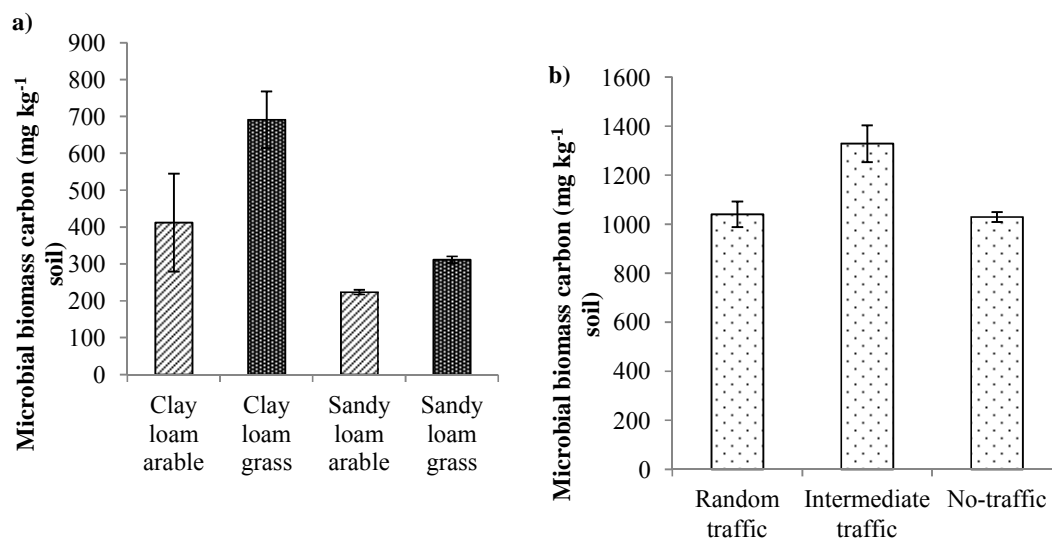 a)
Microbial biomass carbon (mg kg-1
soil)
900
800
700
600
500
400
300
200
100
0
Clay
loam
arable
Clay
loam
grass
Sandy
loam
arable
Sandy
loam
grass
b)
Microbial biomass carbon (mg kg-1
soil)
1600
1400
1200
1000
800
600
400
200
0
Random
traffic
Intermediate
traffic
No-traffic